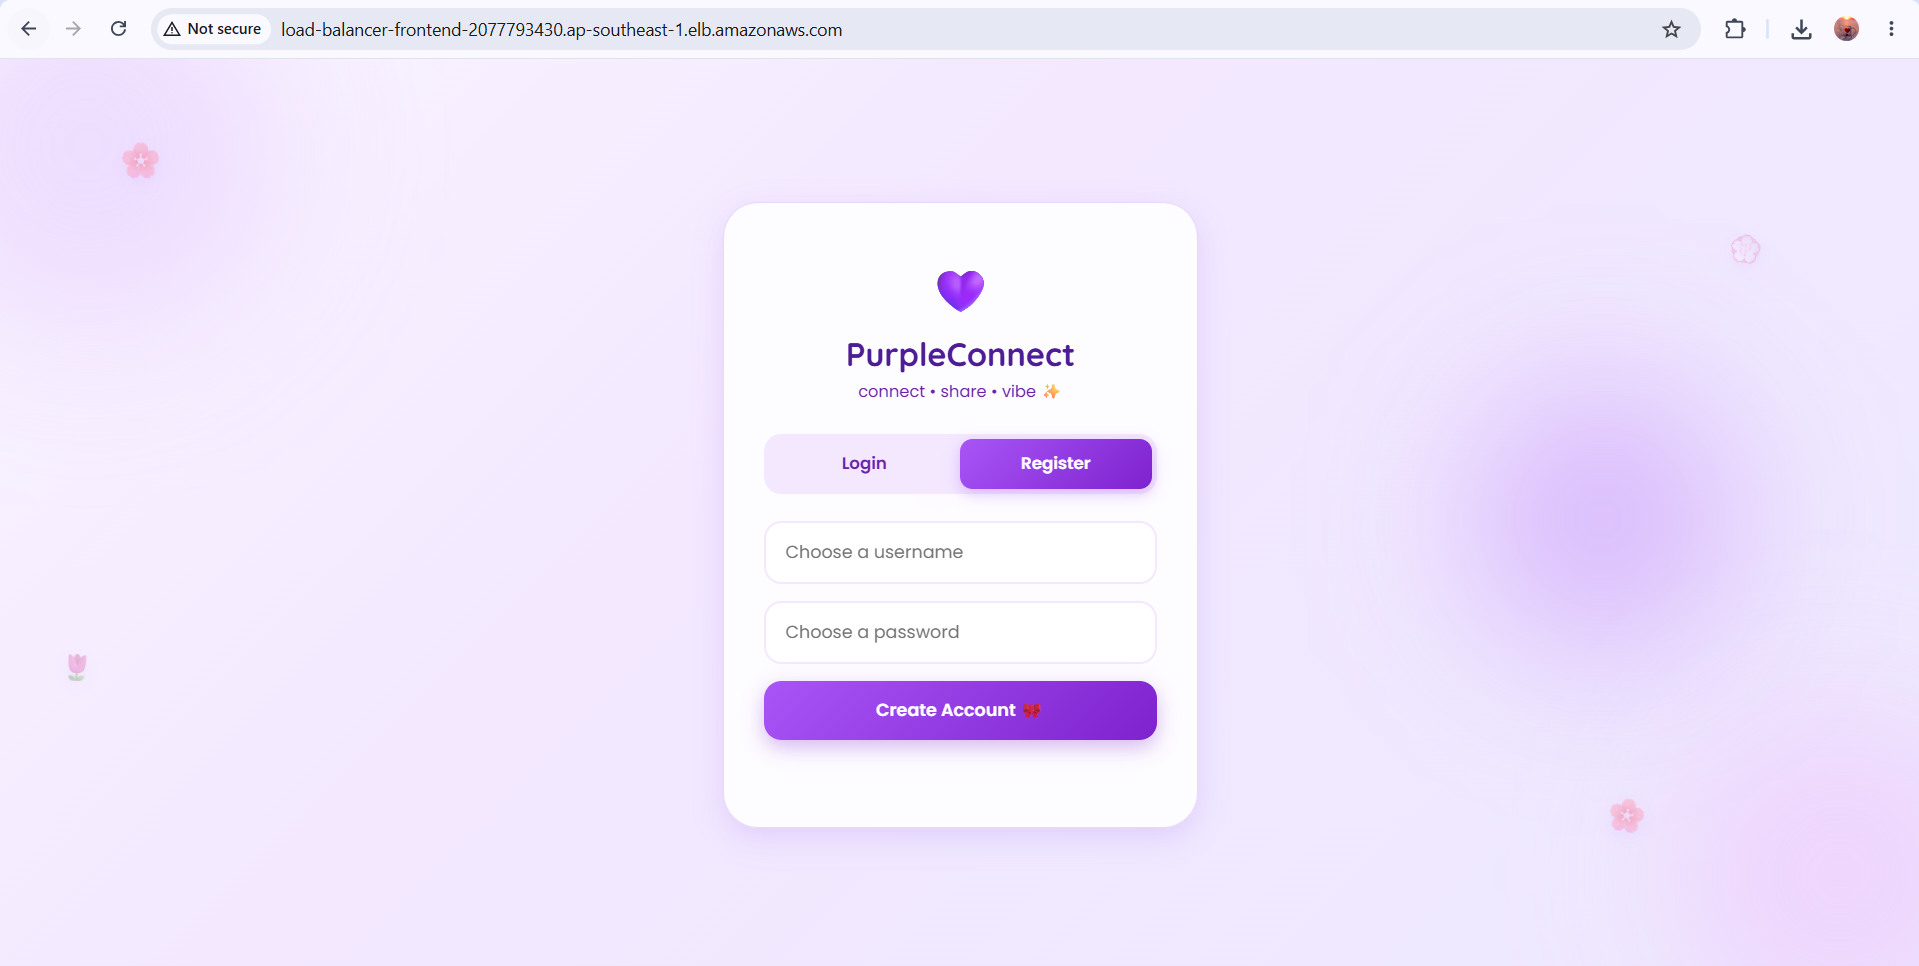 Not secure load-balancer-frontend-2077793430.ap-southeast-1.elb.amazonaws.com
PurpleConnect
connect • share • vibe ✨
Login Register
Choose a username
Choose a password
Create Account 🎀